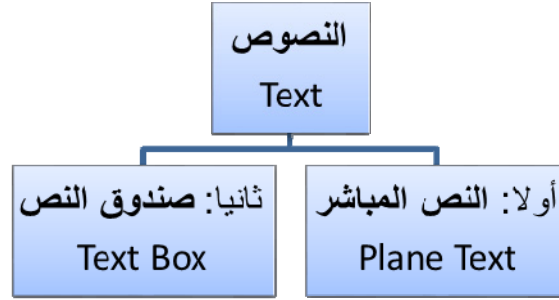 النصوص
Text
أولا: النص المباشر
Plane Text
ثانيا: صندوق النص
Text Box